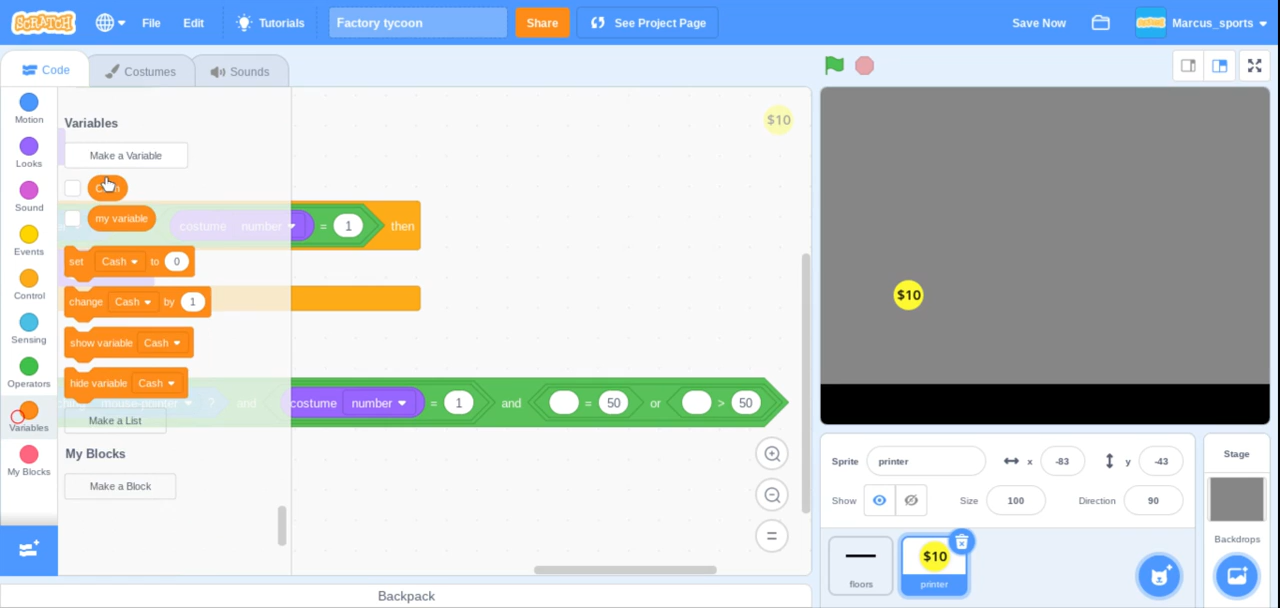 SCRATCH File Edit Tutorials Factory tycoon Share See Project Page Save Now Marcus_sports
Code Costumes Sounds
Motion
Looks
Sound
Events
Control
Sensing
Operators
Variables
My Blocks
Variables
Make a Variable
my variable
set Cash to 0
change Cash by 1
show variable Cash
hide variable Cash
Make a List
My Blocks
Make a Block
$10
costume number = 1 then
mouse-pointer ? and costume number = 1 and = 50 or > 50
$10
Sprite printer x -83 y -43
Show Size 100 Direction 90
floors
$10
printer
Stage
Backdrops
Backpack